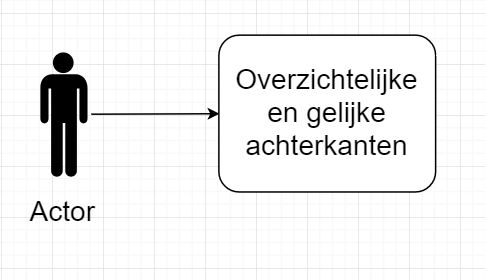 Overzichtelijke
en gelijke
achterkanten
Actor